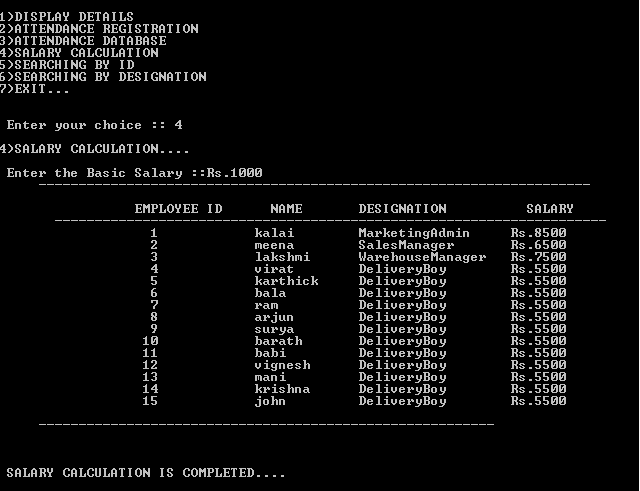 1)DISPLAY DETAILS
2)ATTENDANCE REGISTRATION
3)ATTENDANCE DATABASE
4)SALARY CALCULATION
5)SEARCHING BY ID
6)SEARCHING BY DESIGNATION
7)EXIT...
Enter your choice :: 4
4)SALARY CALCULATION....
Enter the Basic Salary ::Rs.1000
EMPLOYEE ID NAME DESIGNATION SALARY
1 kalai MarketingAdmin Rs.8500
2 meena SalesManager Rs.6500
3 lakshmi WarehouseManager Rs.7500
4 virat DeliveryBoy Rs.5500
5 karthick DeliveryBoy Rs.5500
6 bala DeliveryBoy Rs.5500
7 ram DeliveryBoy Rs.5500
8 arjun DeliveryBoy Rs.5500
9 surya DeliveryBoy Rs.5500
10 barath DeliveryBoy Rs.5500
11 babi DeliveryBoy Rs.5500
12 vignesh DeliveryBoy Rs.5500
13 mani DeliveryBoy Rs.5500
14 krishna DeliveryBoy Rs.5500
15 john DeliveryBoy Rs.5500
SALARY CALCULATION IS COMPLETED....